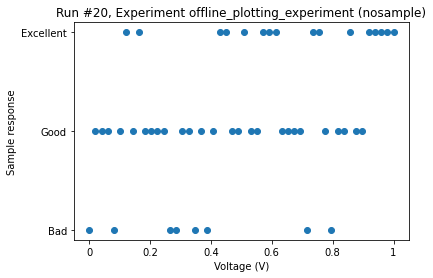 Run #20, Experiment offline_plotting_experiment (nosample)
Excellent
Good
Bad
Sample response
0
0.2
0.4
0.6
0.8
1
Voltage (V)